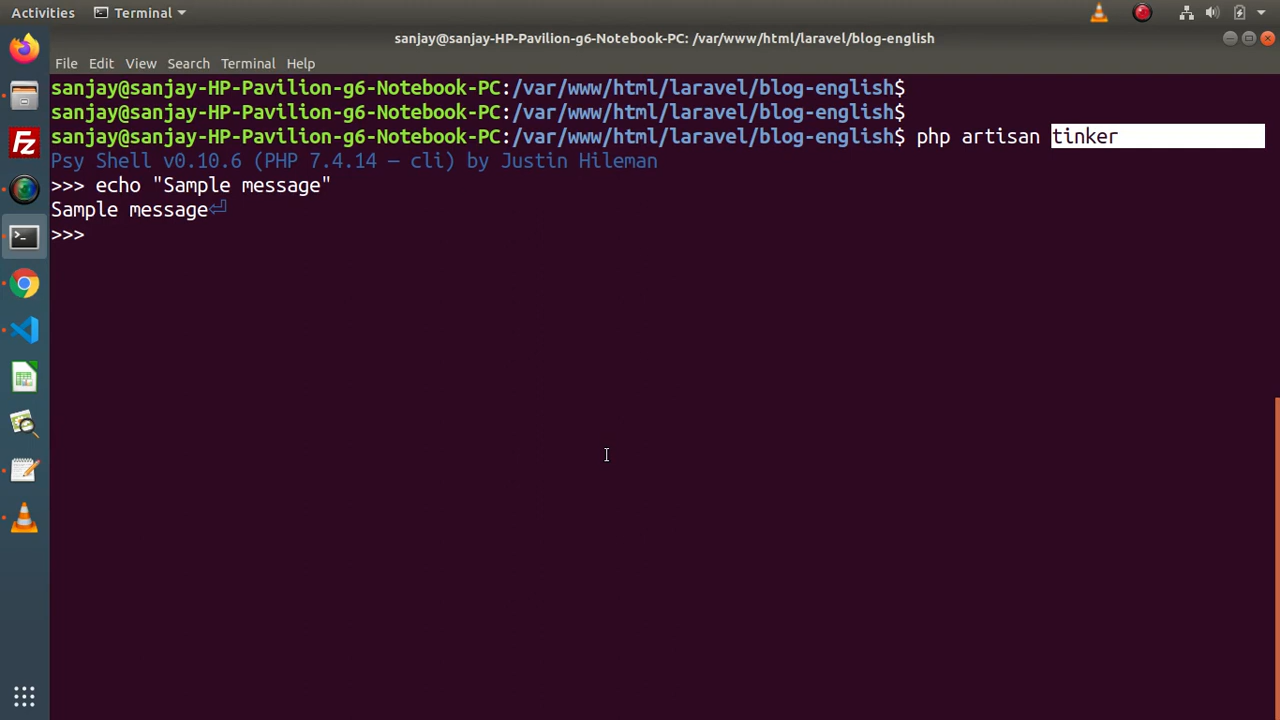 Activities Terminal
sanjay@sanjay-HP-Pavilion-g6-Notebook-PC: /var/www/html/laravel/blog-english
File Edit View Search Terminal Help
sanjay@sanjay-HP-Pavilion-g6-Notebook-PC:/var/www/html/laravel/blog-english$
sanjay@sanjay-HP-Pavilion-g6-Notebook-PC:/var/www/html/laravel/blog-english$
sanjay@sanjay-HP-Pavilion-g6-Notebook-PC:/var/www/html/laravel/blog-english$ php artisan tinker
Psy Shell v0.10.6 (PHP 7.4.14 — cli) by Justin Hileman
>>> echo "Sample message"
Sample message⏎
>>>